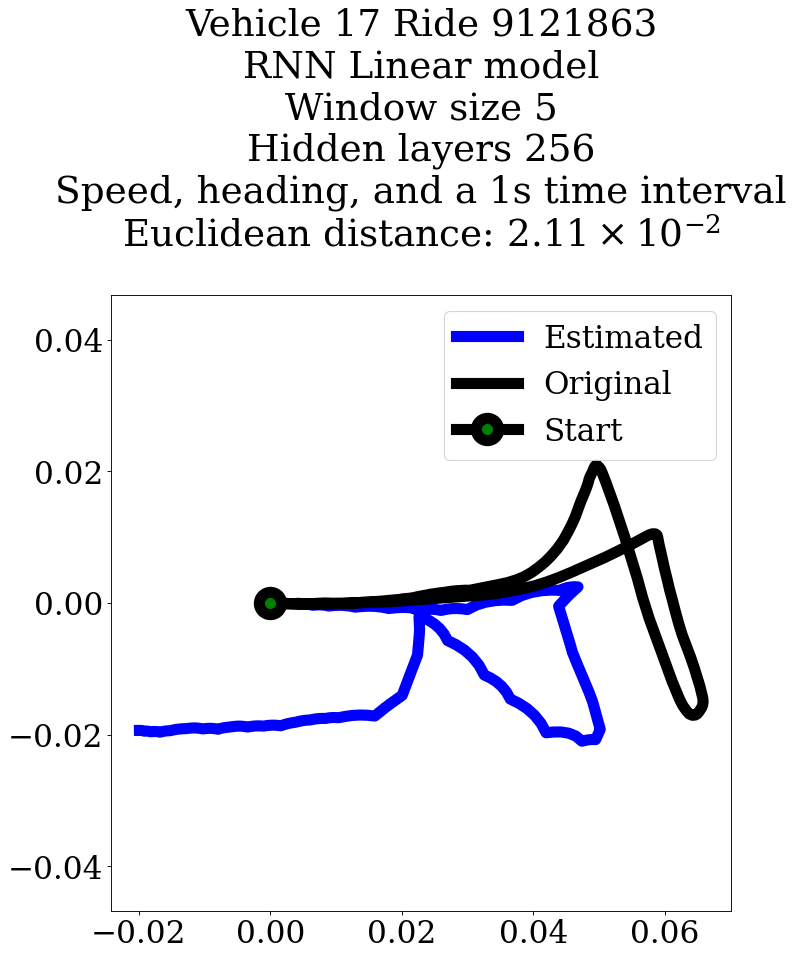 Vehicle 17 Ride 9121863
RNN Linear model
Window size 5
Hidden layers 256
Speed, heading, and a 1s time interval
Euclidean distance: 2.11 × 10⁻²
Estimated
Original
Start
0.04
0.02
0.00
−0.02
−0.04
−0.02 0.00 0.02 0.04 0.06